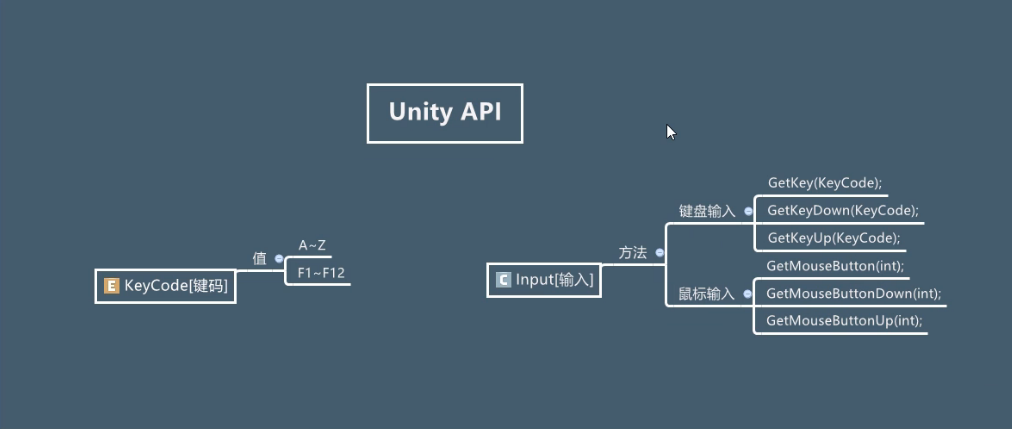 Unity API
E KeyCode[键码]
值
A~Z
F1~F12
C Input[输入]
方法
键盘输入
GetKey(KeyCode);
GetKeyDown(KeyCode);
GetKeyUp(KeyCode);
鼠标输入
GetMouseButton(int);
GetMouseButtonDown(int);
GetMouseButtonUp(int);